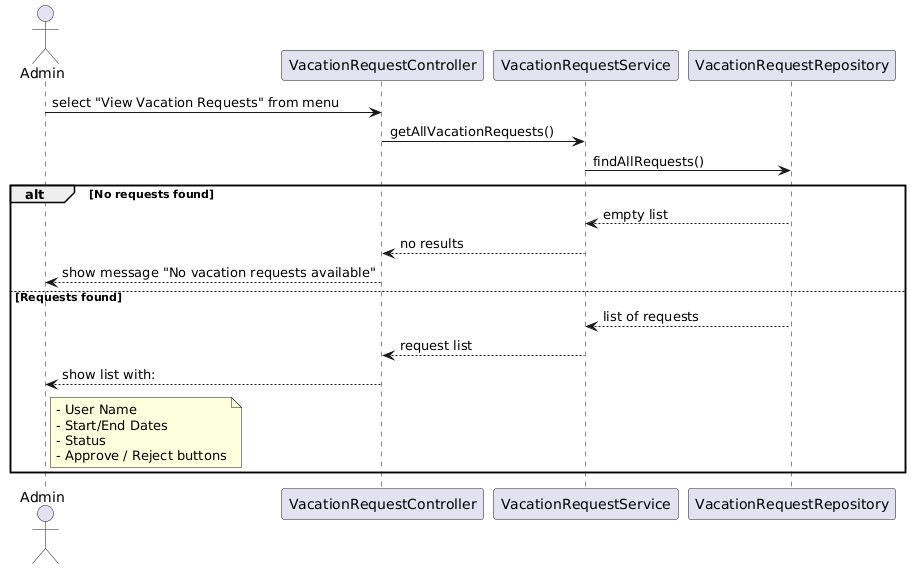 Admin
VacationRequestController
VacationRequestService
VacationRequestRepository
select "View Vacation Requests" from menu
getAllVacationRequests()
findAllRequests()
alt
[No requests found]
empty list
no results
show message "No vacation requests available"
[Requests found]
list of requests
request list
show list with:
- User Name
- Start/End Dates
- Status
- Approve / Reject buttons
Admin
VacationRequestController
VacationRequestService
VacationRequestRepository